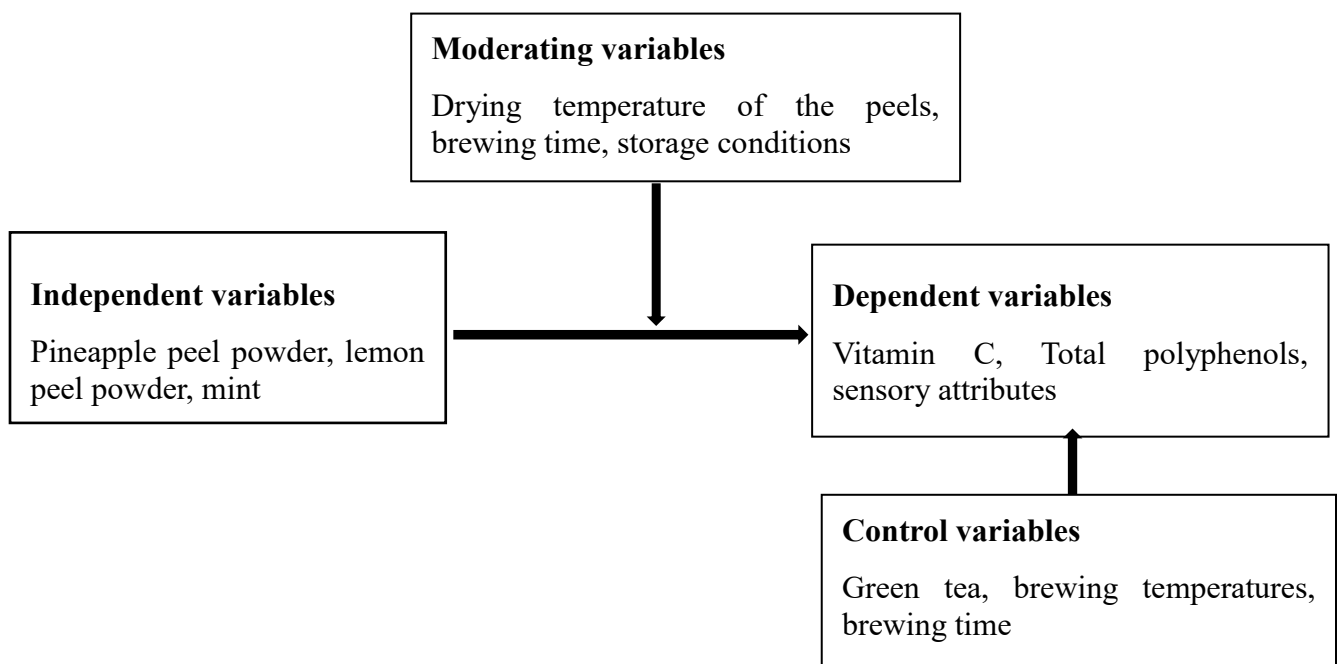 Moderating variables
Drying temperature of the peels,
brewing time, storage conditions
Independent variables
Pineapple peel powder, lemon
peel powder, mint
Dependent variables
Vitamin C, Total polyphenols,
sensory attributes
Control variables
Green tea, brewing temperatures,
brewing time